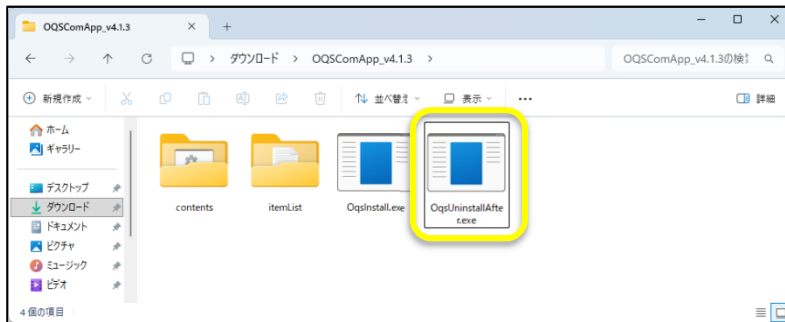 OQSComApp_v4.1.3
ダウンロード > OQSComApp_v4.1.3 >
OQSComApp_v4.1.3の検
新規作成
並べ替え
表示
詳細
ホーム
ギャラリー
デスクトップ
ダウンロード
ドキュメント
ピクチャ
ミュージック
ビデオ
contents
itemList
OqsInstall.exe
OqsUninstallAfte
r.exe
4 個の項目